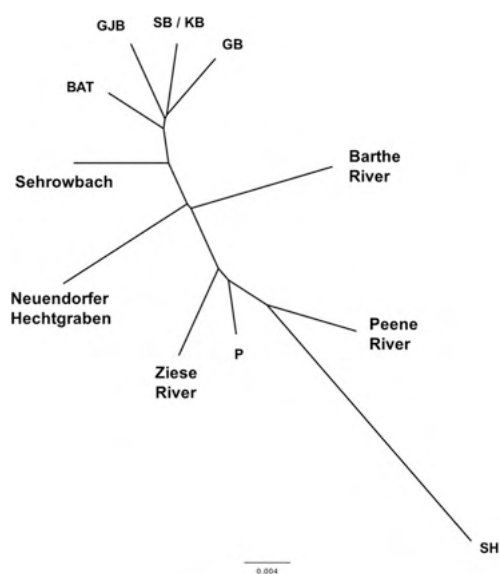 SB / KB
GJB
GB
BAT
Barthe
River
Sehrowbach
Neuendorfer
Hechtgraben
Peene
River
P
Ziese
River
SH
0.004